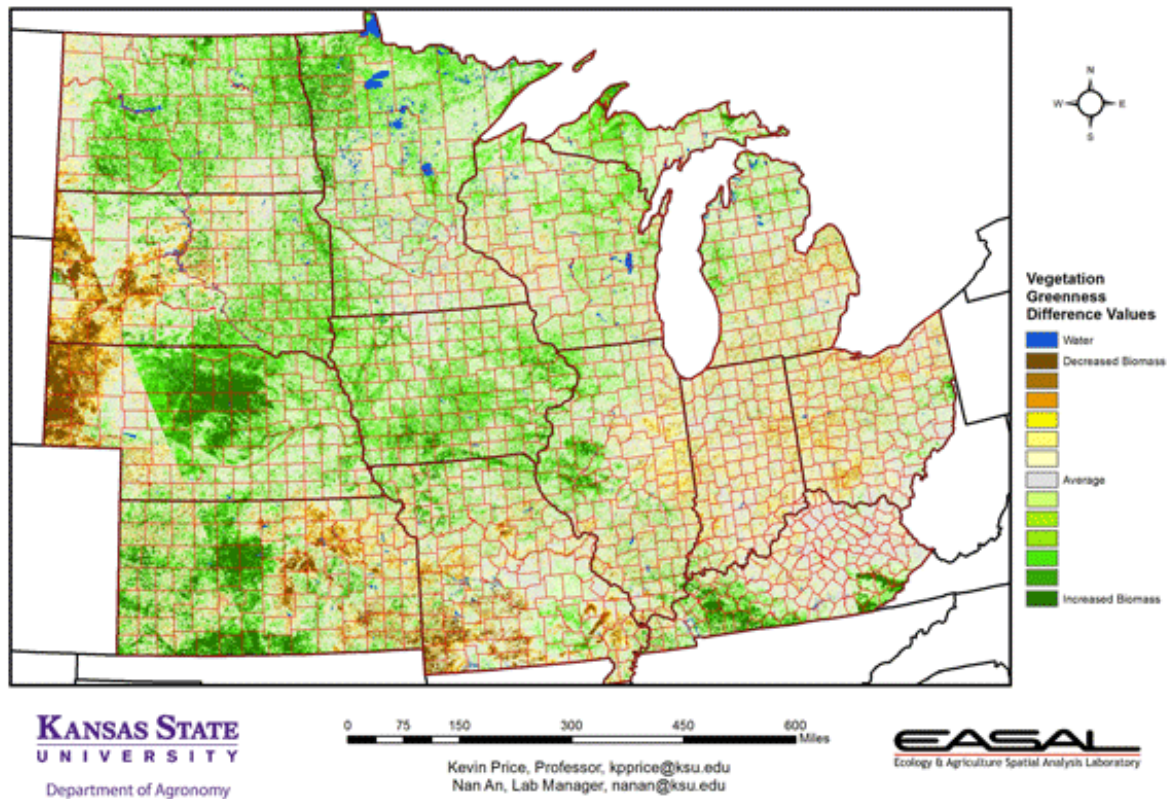 N
W
E
S
Vegetation
Greenness
Difference Values
Water
Decreased Biomass
Average
Increased Biomass
KANSAS STATE
UNIVERSITY
Department of Agronomy
0 75 150 300 450 600
Miles
Kevin Price, Professor, kpprice@ksu.edu
Nan An, Lab Manager, nanan@ksu.edu
EASAL
Ecology & Agriculture Spatial Analysis Laboratory